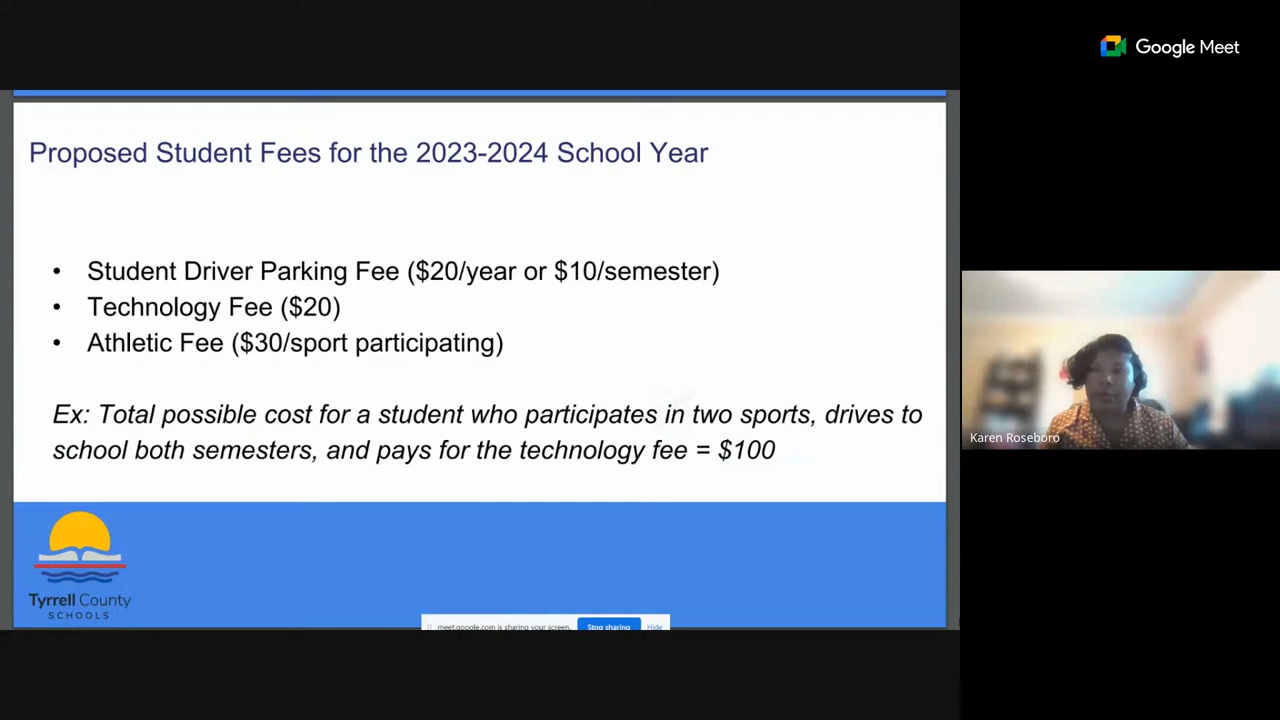 Google Meet
Proposed Student Fees for the 2023-2024 School Year
• Student Driver Parking Fee ($20/year or $10/semester)
• Technology Fee ($20)
• Athletic Fee ($30/sport participating)
Ex: Total possible cost for a student who participates in two sports, drives to
school both semesters, and pays for the technology fee = $100
Karen Roseboro
Tyrrell County
SCHOOLS
meet.google.com is sharing your screen. Stop sharing Hide